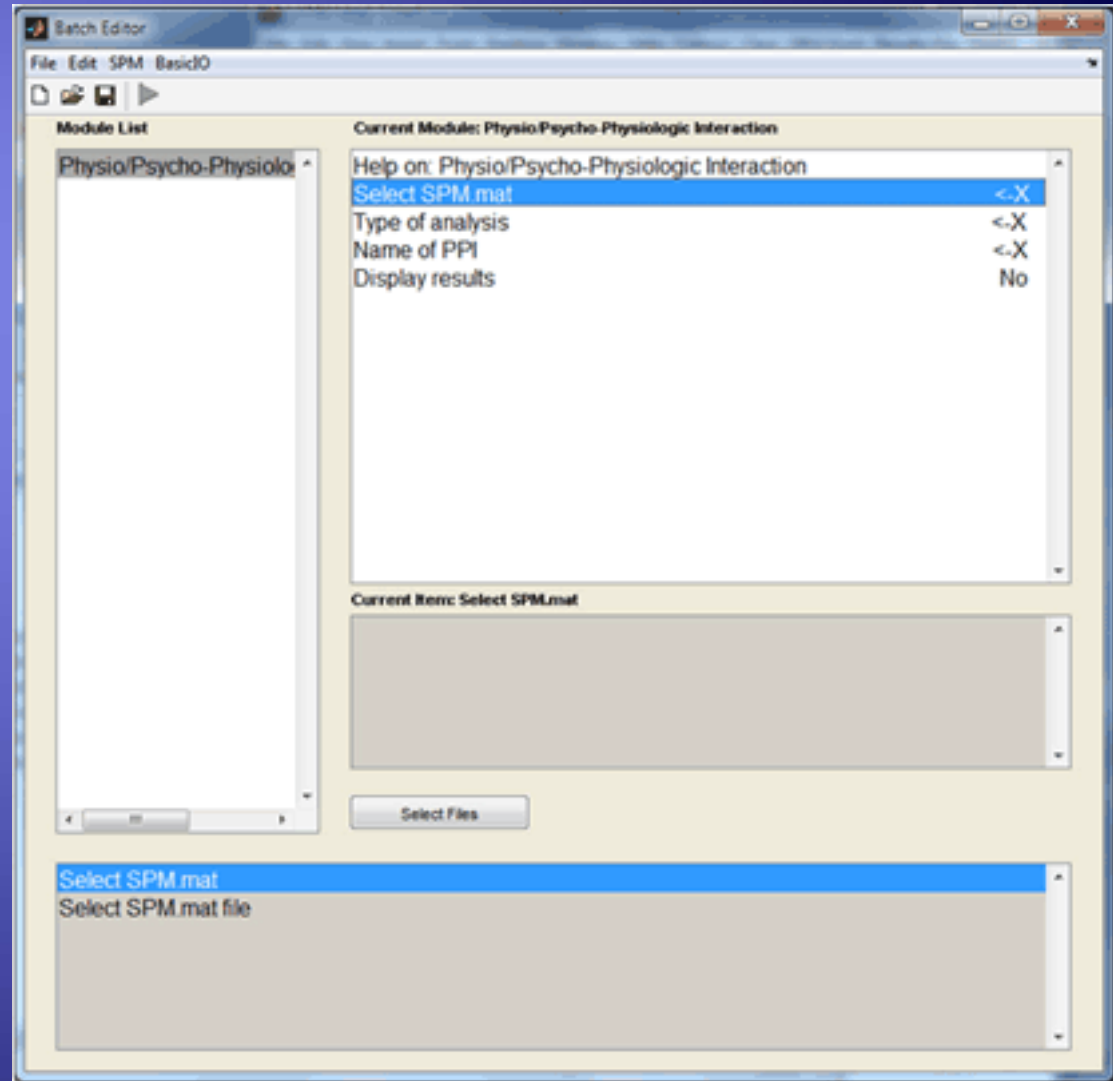 Batch Editor
File Edit SPM BasicIO
Module List
Current Module: Physio/Psycho-Physiologic Interaction
Physio/Psycho-Physiolo
Help on: Physio/Psycho-Physiologic Interaction
Select SPM.mat <-X
Type of analysis <-X
Name of PPI <-X
Display results No
Current Item: Select SPM.mat
Select Files
Select SPM.mat
Select SPM.mat file